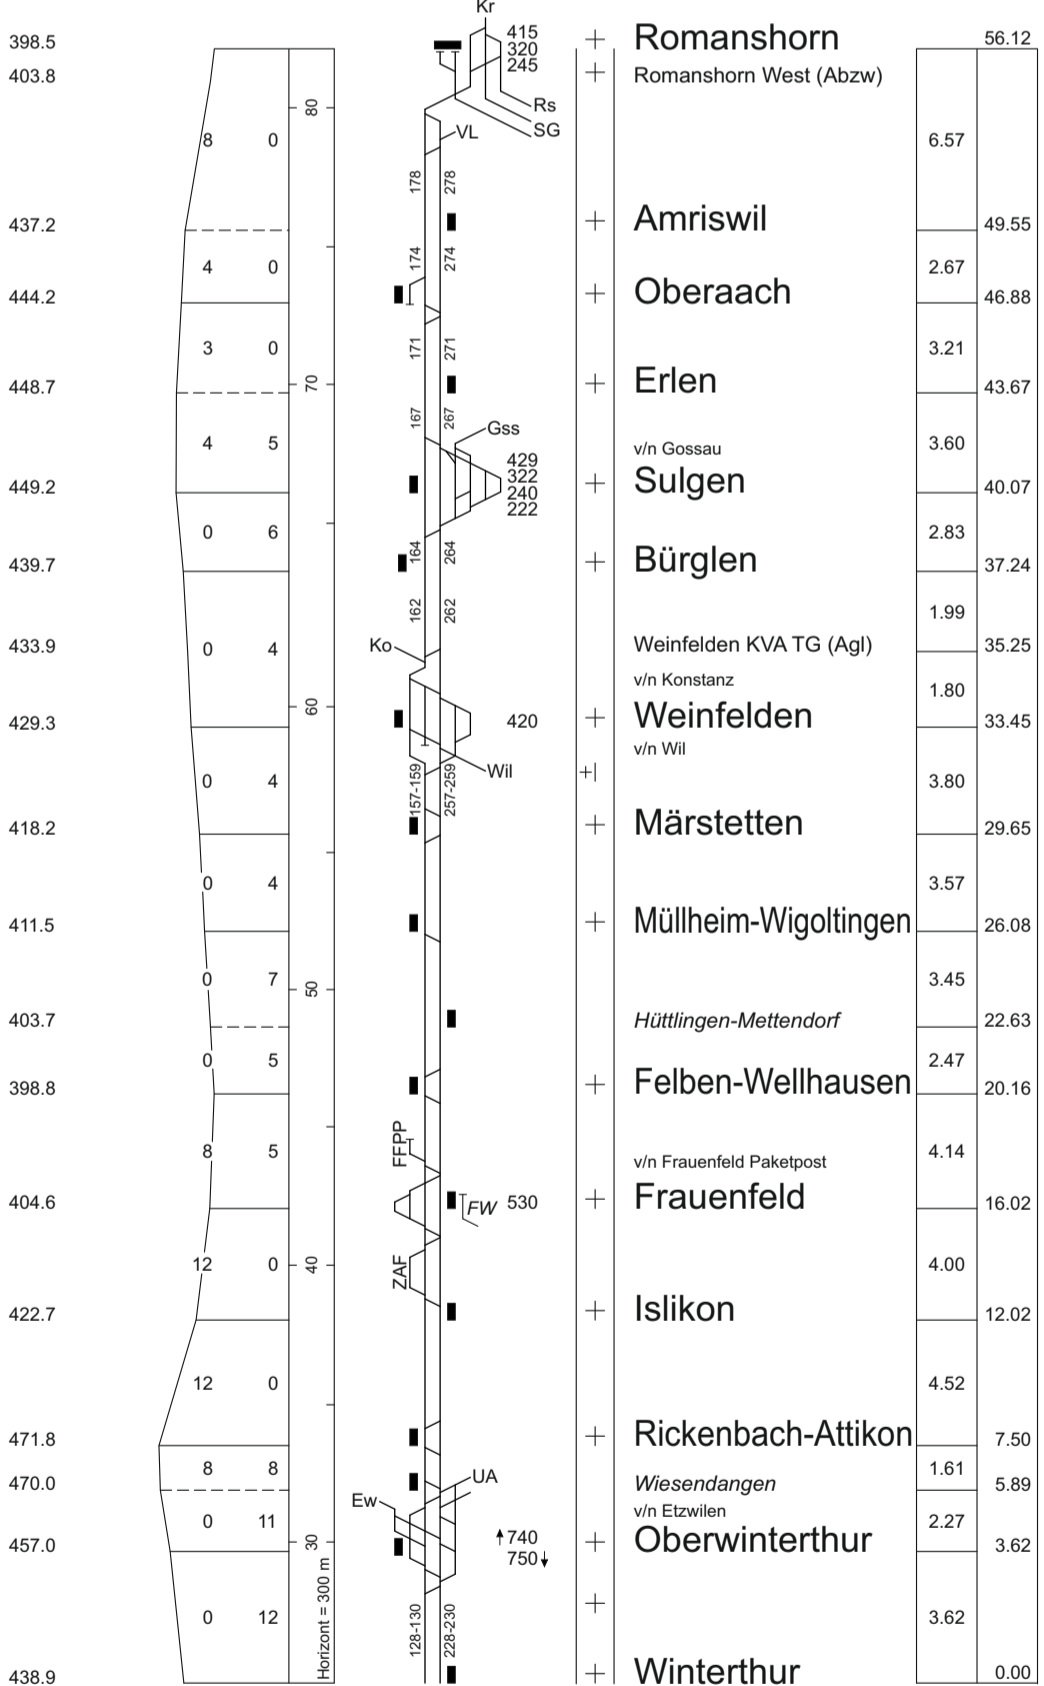 Kr
398.5 415 Romanshorn 56.12
320
403.8 245 Romanshorn West (Abzw)
80 Rs
SG
VL
8 0 6.57
178 278
437.2 Amriswil 49.55
174 274
4 0 2.67
444.2 Oberaach 46.88
3 0 171 271 3.21
448.7 70 Erlen 43.67
167 267
Gss
4 5 v/n Gossau 3.60
429
322
449.2 240 Sulgen 40.07
222
0 6 2.83
164 264
439.7 Bürglen 37.24
162 262 1.99
433.9 Ko Weinfelden KVA TG (Agl) 35.25
0 4
v/n Konstanz 1.80
429.3 60 420 Weinfelden 33.45
v/n Wil
Wil
0 4 157-159 257-259 3.80
418.2 Märstetten 29.65
0 4 3.57
411.5 Müllheim-Wigoltingen 26.08
0 7 50 3.45
403.7 Hüttlingen-Mettendorf 22.63
0 5 2.47
398.8 Felben-Wellhausen 20.16
8 5 FFPP 4.14
v/n Frauenfeld Paketpost
404.6 FW 530 Frauenfeld 16.02
12 0 40 ZAF 4.00
422.7 Islikon 12.02
12 0 4.52
471.8 Rickenbach-Attikon 7.50
8 8 UA 1.61
470.0 Wiesendangen 5.89
Ew v/n Etzwilen
0 11 2.27
457.0 30 740 Oberwinterthur 3.62
750
0 12 Horizont = 300 m 128-130 228-230 3.62
438.9 Winterthur 0.00